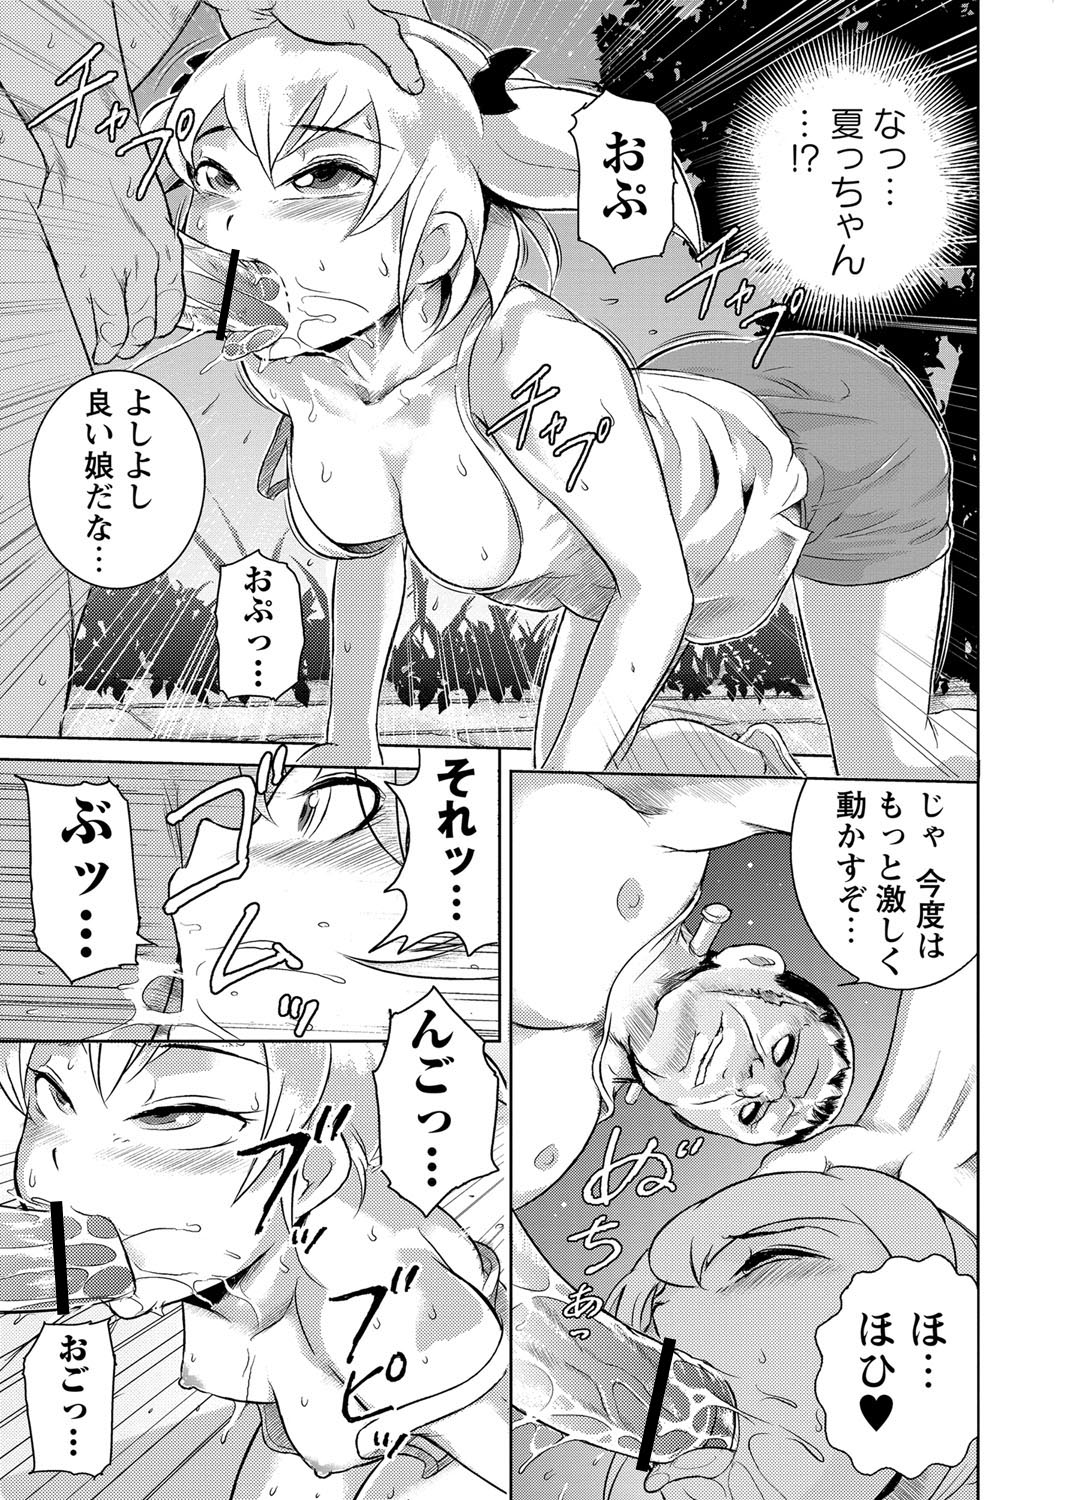 なっ…
夏っちゃん
…!?
おぷ
チャプ
チャプ
チャプ
よしよし
良い娘だな…
おぷっ…
じゃ 今度は
もっと激しく
動かすぞ…
ぬちぁっ
ほ…
ほひ♥
それッ…
ぶッ…
んごっ…
ブピ
おごっ…